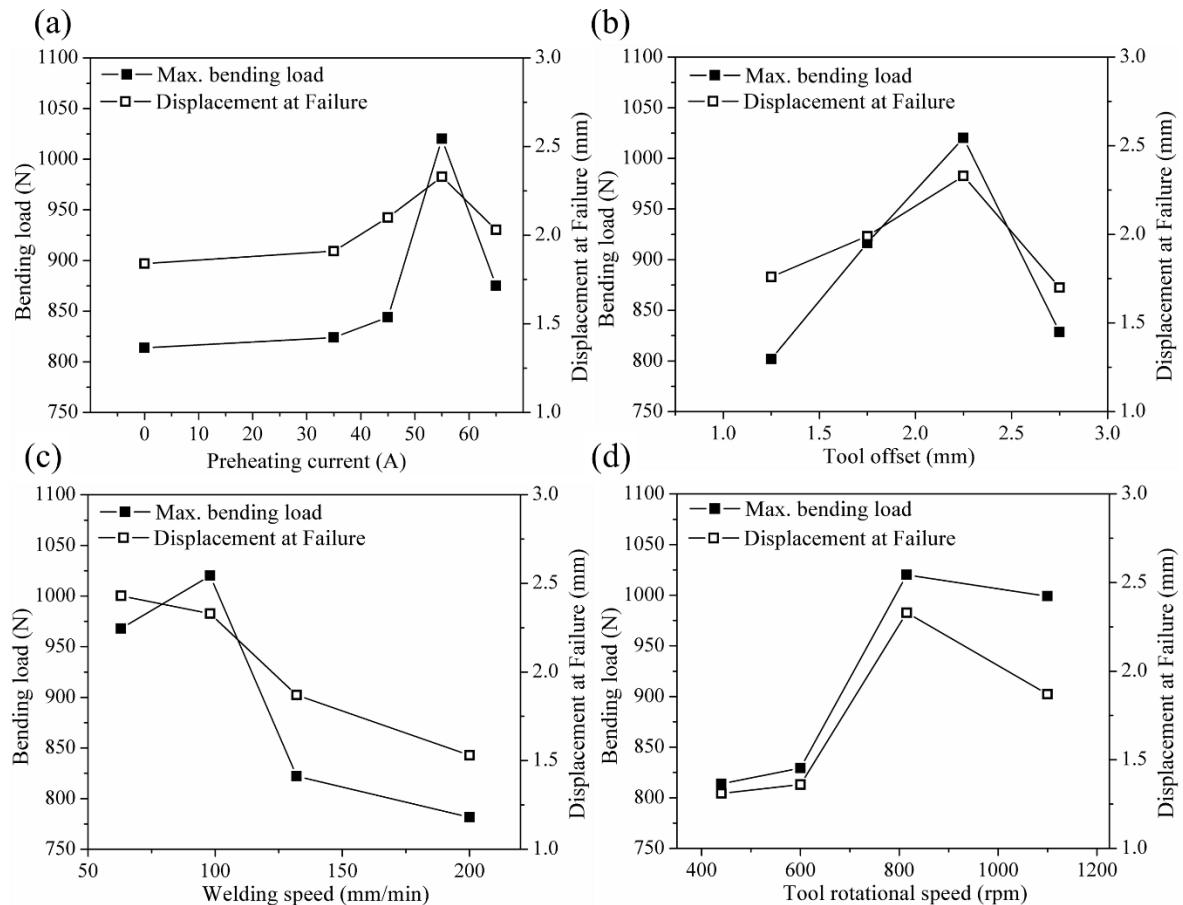 (a)
Max. bending load
Displacement at Failure
1100
1050
1000
950
900
850
800
750
Bending load (N)
3.0
2.5
2.0
1.5
1.0
Displacement at Failure (mm)
0 10 20 30 40 50 60
Preheating current (A)
(b)
Max. bending load
Displacement at Failure
1100
1050
1000
950
900
850
800
750
Bending load (N)
3.0
2.5
2.0
1.5
1.0
Displacement at Failure (mm)
1.0 1.5 2.0 2.5 3.0
Tool offset (mm)
(c)
Max. bending load
Displacement at Failure
1100
1050
1000
950
900
850
800
750
Bending load (N)
3.0
2.5
2.0
1.5
1.0
Displacement at Failure (mm)
50 100 150 200
Welding speed (mm/min)
(d)
Max. bending load
Displacement at Failure
1100
1050
1000
950
900
850
800
750
Bending load (N)
3.0
2.5
2.0
1.5
1.0
Displacement at Failure (mm)
400 600 800 1000 1200
Tool rotational speed (rpm)